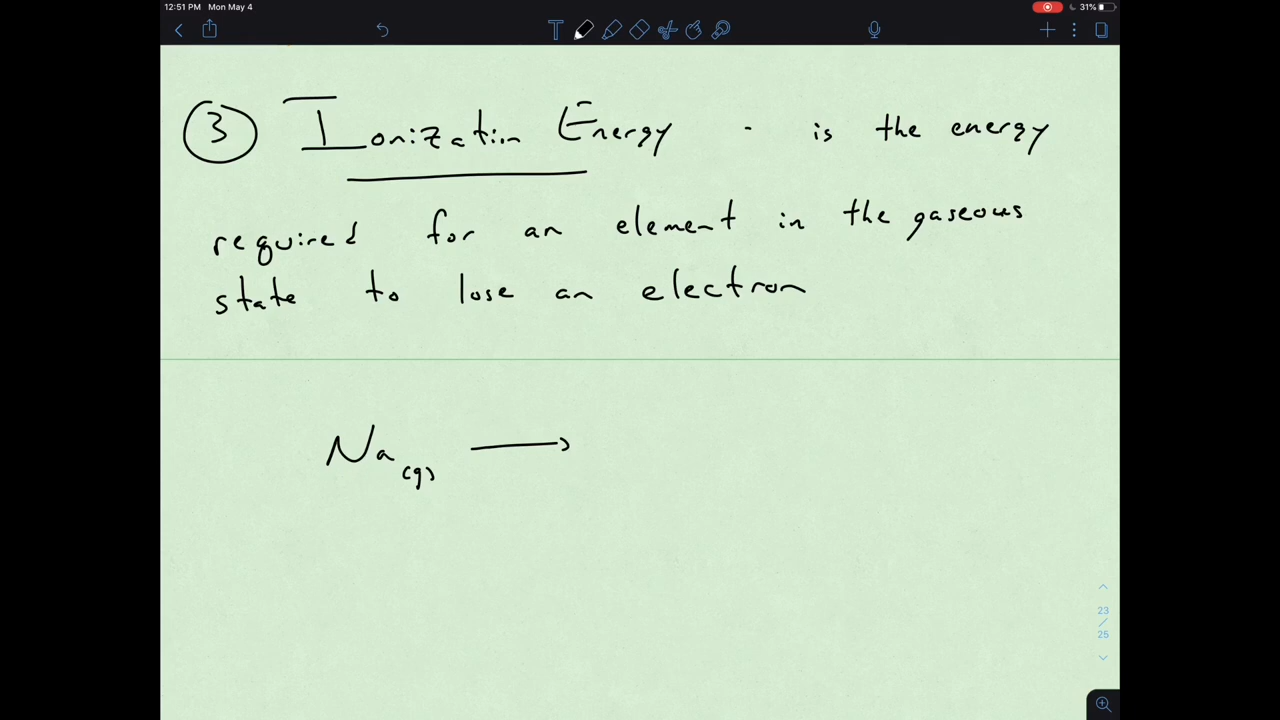 12:51 PM Mon May 4
31%
3 Ionization Energy - is the energy
required for an element in the gaseous
state to lose an electron
Na(g) →
23
/
25